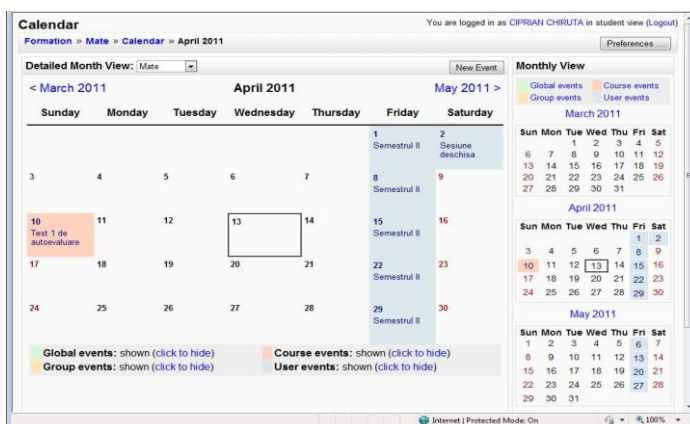 Calendar
You are logged in as CIPRIAN CHIRUTA in student view (Logout)
Formation » Mate » Calendar » April 2011
Preferences ...
Detailed Month View: Mate
New Event
< March 2011 April 2011 May 2011 >
Sunday Monday Tuesday Wednesday Thursday Friday Saturday
1 2
Semestrul II Sesiune
deschisa
3 4 5 6 7 8 9
Semestrul II
10 11 12 13 14 15 16
Test 1 de Semestrul II
autoevaluare
17 18 19 20 21 22 23
Semestrul II
24 25 26 27 28 29 30
Semestrul II
Global events: shown (click to hide) Course events: shown (click to hide)
Group events: shown (click to hide) User events: shown (click to hide)
Monthly View
Global events Course events
Group events User events
March 2011
Sun Mon Tue Wed Thu Fri Sat
1 2 3 4 5
6 7 8 9 10 11 12
13 14 15 16 17 18 19
20 21 22 23 24 25 26
27 28 29 30 31
April 2011
Sun Mon Tue Wed Thu Fri Sat
1 2
3 4 5 6 7 8 9
10 11 12 13 14 15 16
17 18 19 20 21 22 23
24 25 26 27 28 29 30
May 2011
Sun Mon Tue Wed Thu Fri Sat
1 2 3 4 5 6 7
8 9 10 11 12 13 14
15 16 17 18 19 20 21
22 23 24 25 26 27 28
29 30 31
Internet | Protected Mode: On 100%